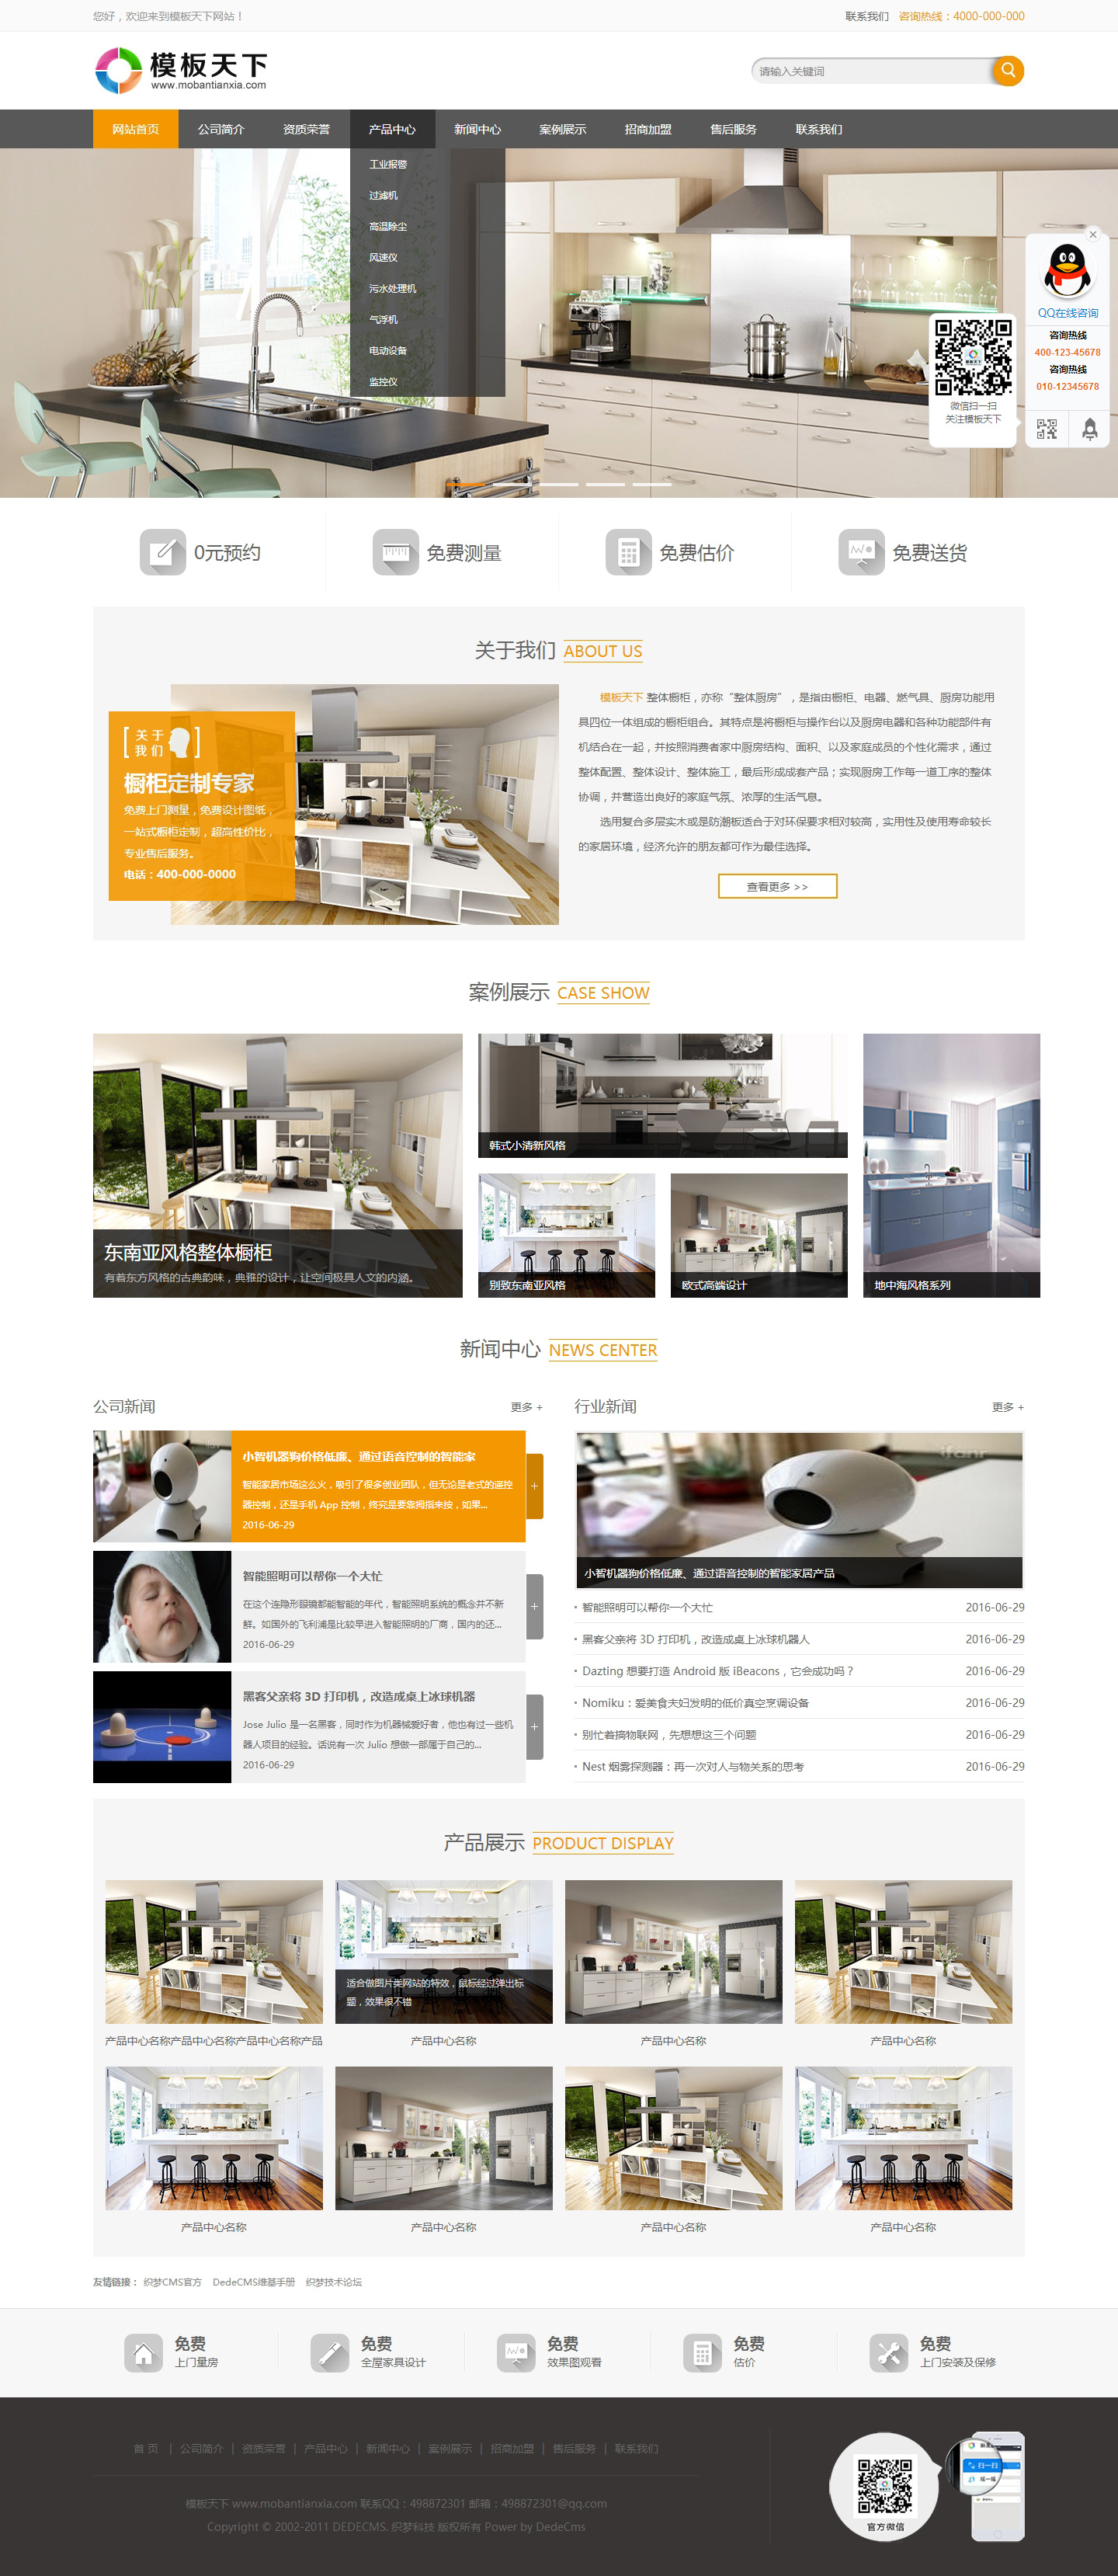 您好，欢迎来到模板天下网站！
联系我们 咨询热线：4000-000-000
模板天下
www.mobantianxia.com
请输入关键词
网站首页 公司简介 资质荣誉 产品中心 新闻中心 案例展示 招商加盟 售后服务 联系我们
工业报警
过滤机
高温除尘
风速仪
污水处理机
气浮机
电动设备
监控仪
QQ在线咨询
咨询热线
400-123-45678
咨询热线
010-12345678
微信扫一扫
关注模板天下
0元预约 免费测量 免费估价 免费送货
关于我们 ABOUT US
关于
我们
橱柜定制专家
免费上门测量，免费设计图纸，
一站式橱柜定制，超高性价比，
专业售后服务。
电话：400-000-0000
模板天下 整体橱柜，亦称“整体厨房”，是指由橱柜、电器、燃气具、厨房功能用
具四位一体组成的橱柜组合。其特点是将橱柜与操作台以及厨房电器和各种功能部件有
机结合在一起，并按照消费者家中厨房结构、面积、以及家庭成员的个性化需求，通过
整体配置、整体设计、整体施工，最后形成成套产品；实现厨房工作每一道工序的整体
协调，并营造出良好的家庭气氛、浓厚的生活气息。
选用复合多层实木或是防潮板适合于对环保要求相对较高，实用性及使用寿命较长
的家居环境，经济允许的朋友都可作为最佳选择。
查看更多 >>
案例展示 CASE SHOW
东南亚风格整体橱柜
有着东方风格的古典韵味，典雅的设计，让空间极具人文的内涵。
韩式小清新风格
别致东南亚风格
欧式高端设计
地中海风格系列
新闻中心 NEWS CENTER
公司新闻 更多 +
小智机器狗价格低廉、通过语音控制的智能家
智能家居市场这么火，吸引了很多创业团队，但无论是老式的遥控
器控制，还是手机 App 控制，终究是要靠拇指来按，如果...
2016-06-29
+
智能照明可以帮你一个大忙
在这个连隐形眼镜都能智能的年代，智能照明系统的概念并不新
鲜。如国外的飞利浦是比较早进入智能照明的厂商，国内的还...
2016-06-29
+
黑客父亲将 3D 打印机，改造成桌上冰球机器
Jose Julio 是一名黑客，同时作为机器械爱好者，他也有过一些机
器人项目的经验。话说有一次 Julio 想做一部属于自己的...
2016-06-29
+
行业新闻 更多 +
ifanr
小智机器狗价格低廉、通过语音控制的智能家居产品
智能照明可以帮你一个大忙 2016-06-29
黑客父亲将 3D 打印机，改造成桌上冰球机器人 2016-06-29
Dazting 想要打造 Android 版 iBeacons，它会成功吗？ 2016-06-29
Nomiku：爱美食夫妇发明的低价真空烹调设备 2016-06-29
别忙着搞物联网，先想想这三个问题 2016-06-29
Nest 烟雾探测器：再一次对人与物关系的思考 2016-06-29
产品展示 PRODUCT DISPLAY
适合做图片类网站的特效，鼠标经过弹出标
题，效果很不错
产品中心名称产品中心名称产品中心名称产品 产品中心名称 产品中心名称 产品中心名称
产品中心名称 产品中心名称 产品中心名称 产品中心名称
友情链接： 织梦CMS官方 DedeCMS维基手册 织梦技术论坛
免费
上门量房
免费
全屋家具设计
免费
效果图观看
免费
估价
免费
上门安装及保修
首 页 | 公司简介 | 资质荣誉 | 产品中心 | 新闻中心 | 案例展示 | 招商加盟 | 售后服务 | 联系我们
模板天下 www.mobantianxia.com 联系QQ：498872301 邮箱：498872301@qq.com
Copyright © 2002-2011 DEDECMS. 织梦科技 版权所有 Power by DedeCms
官方微信
扫一扫
摇一摇